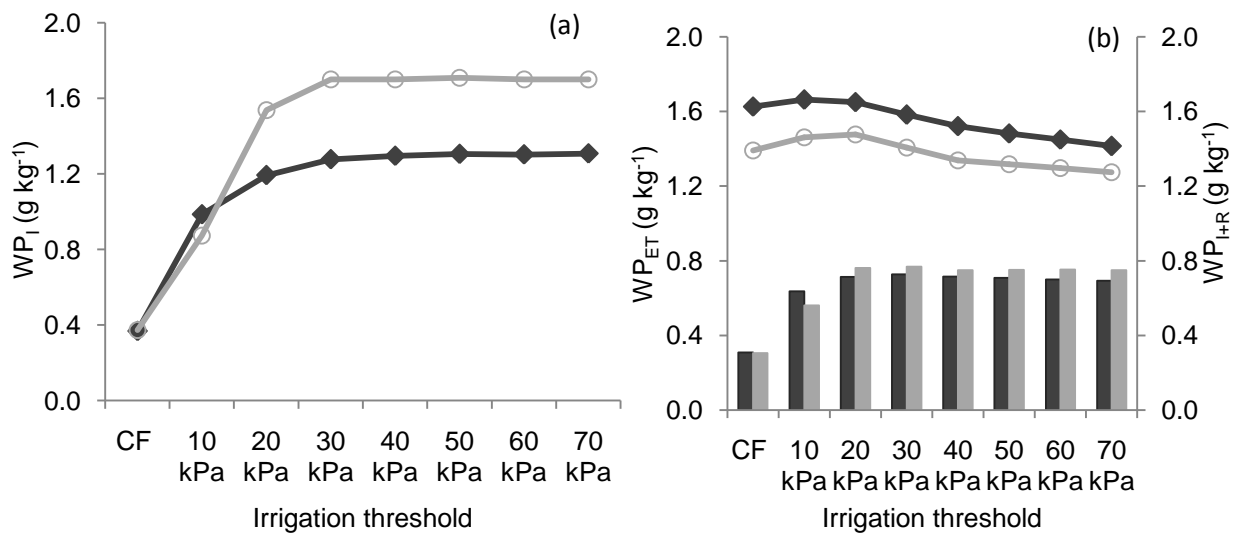 (a)
2.0
1.6
1.2
0.8
0.4
0.0
WP_I (g kg⁻¹)
CF 10 kPa 20 kPa 30 kPa 40 kPa 50 kPa 60 kPa 70 kPa
Irrigation threshold
(b)
2.0
1.6
1.2
0.8
0.4
0.0
WP_ET (g kg⁻¹)
2.0
1.6
1.2
0.8
0.4
0.0
WP_I+R (g kg⁻¹)
CF 10 kPa 20 kPa 30 kPa 40 kPa 50 kPa 60 kPa 70 kPa
Irrigation threshold